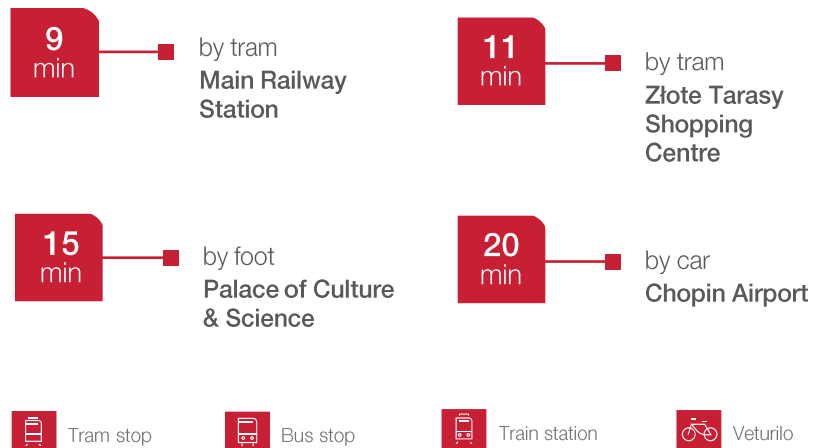 9
min
by tram
Main Railway
Station
11
min
by tram
Złote Tarasy
Shopping
Centre
15
min
by foot
Palace of Culture
& Science
20
min
by car
Chopin Airport
Tram stop
Bus stop
Train station
Veturilo